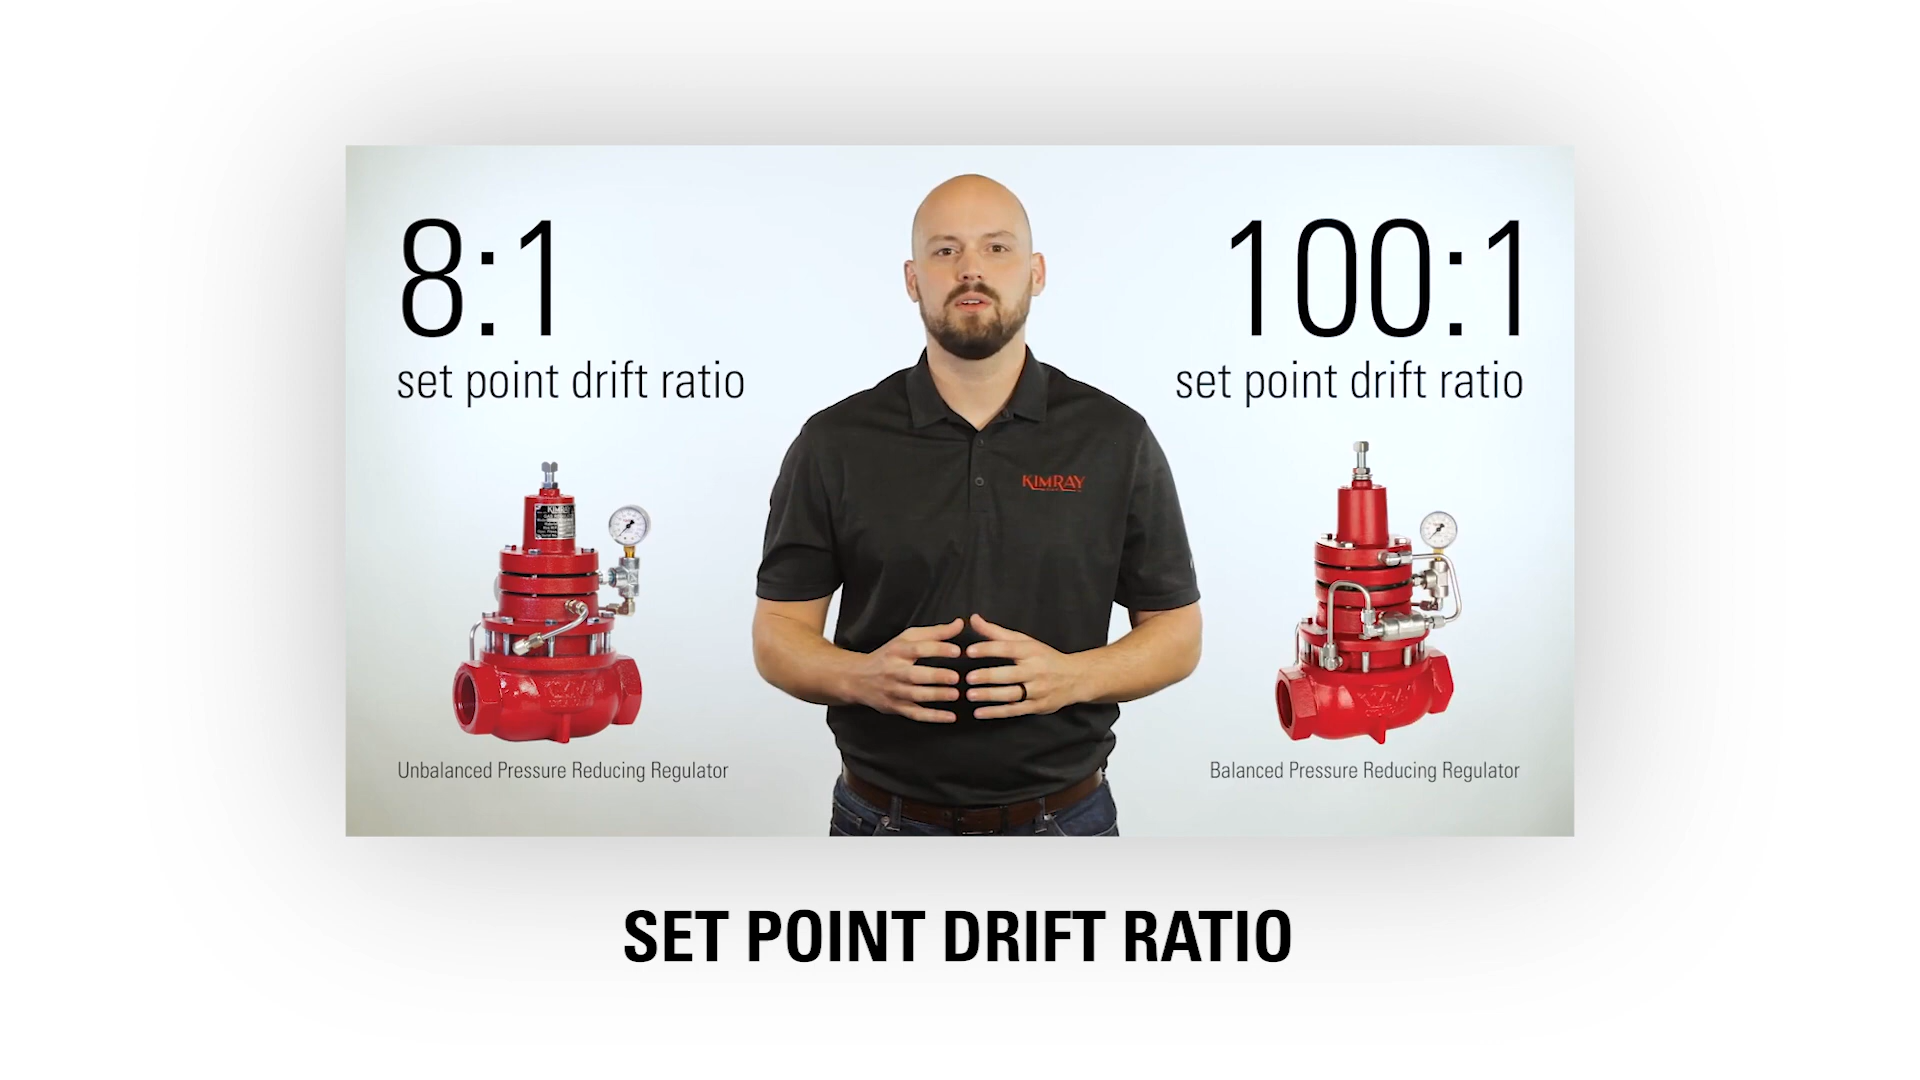 8:1
set point drift ratio
100:1
set point drift ratio
KIMRAY
KIMRAY
Unbalanced Pressure Reducing Regulator
Balanced Pressure Reducing Regulator
SET POINT DRIFT RATIO